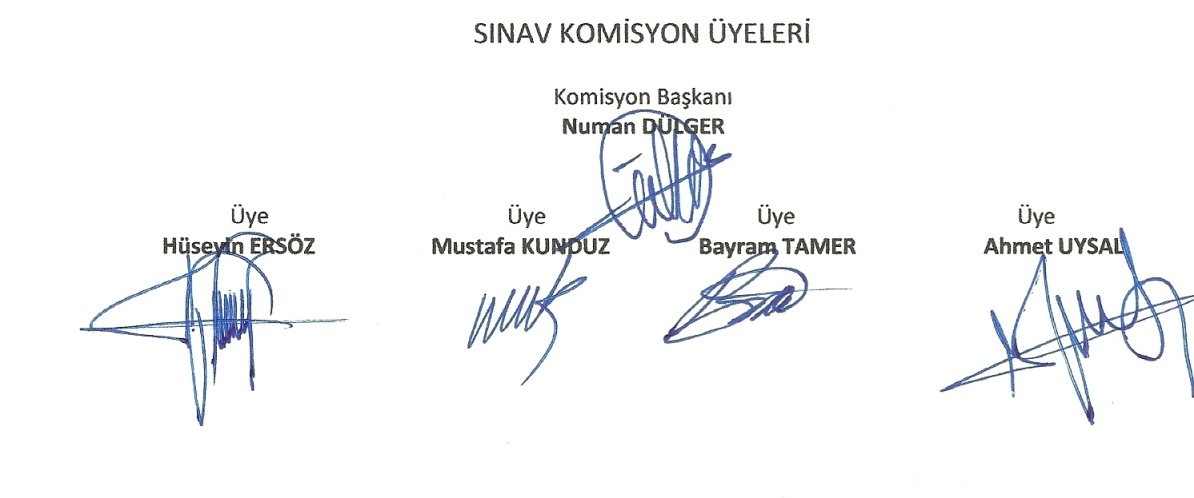 SINAV KOMİSYON ÜYELERİ
Komisyon Başkanı
Numan DÜLGER
Üye Üye Üye Üye
Hüseyin ERSÖZ Mustafa KUNDUZ Bayram TAMER Ahmet UYSAL